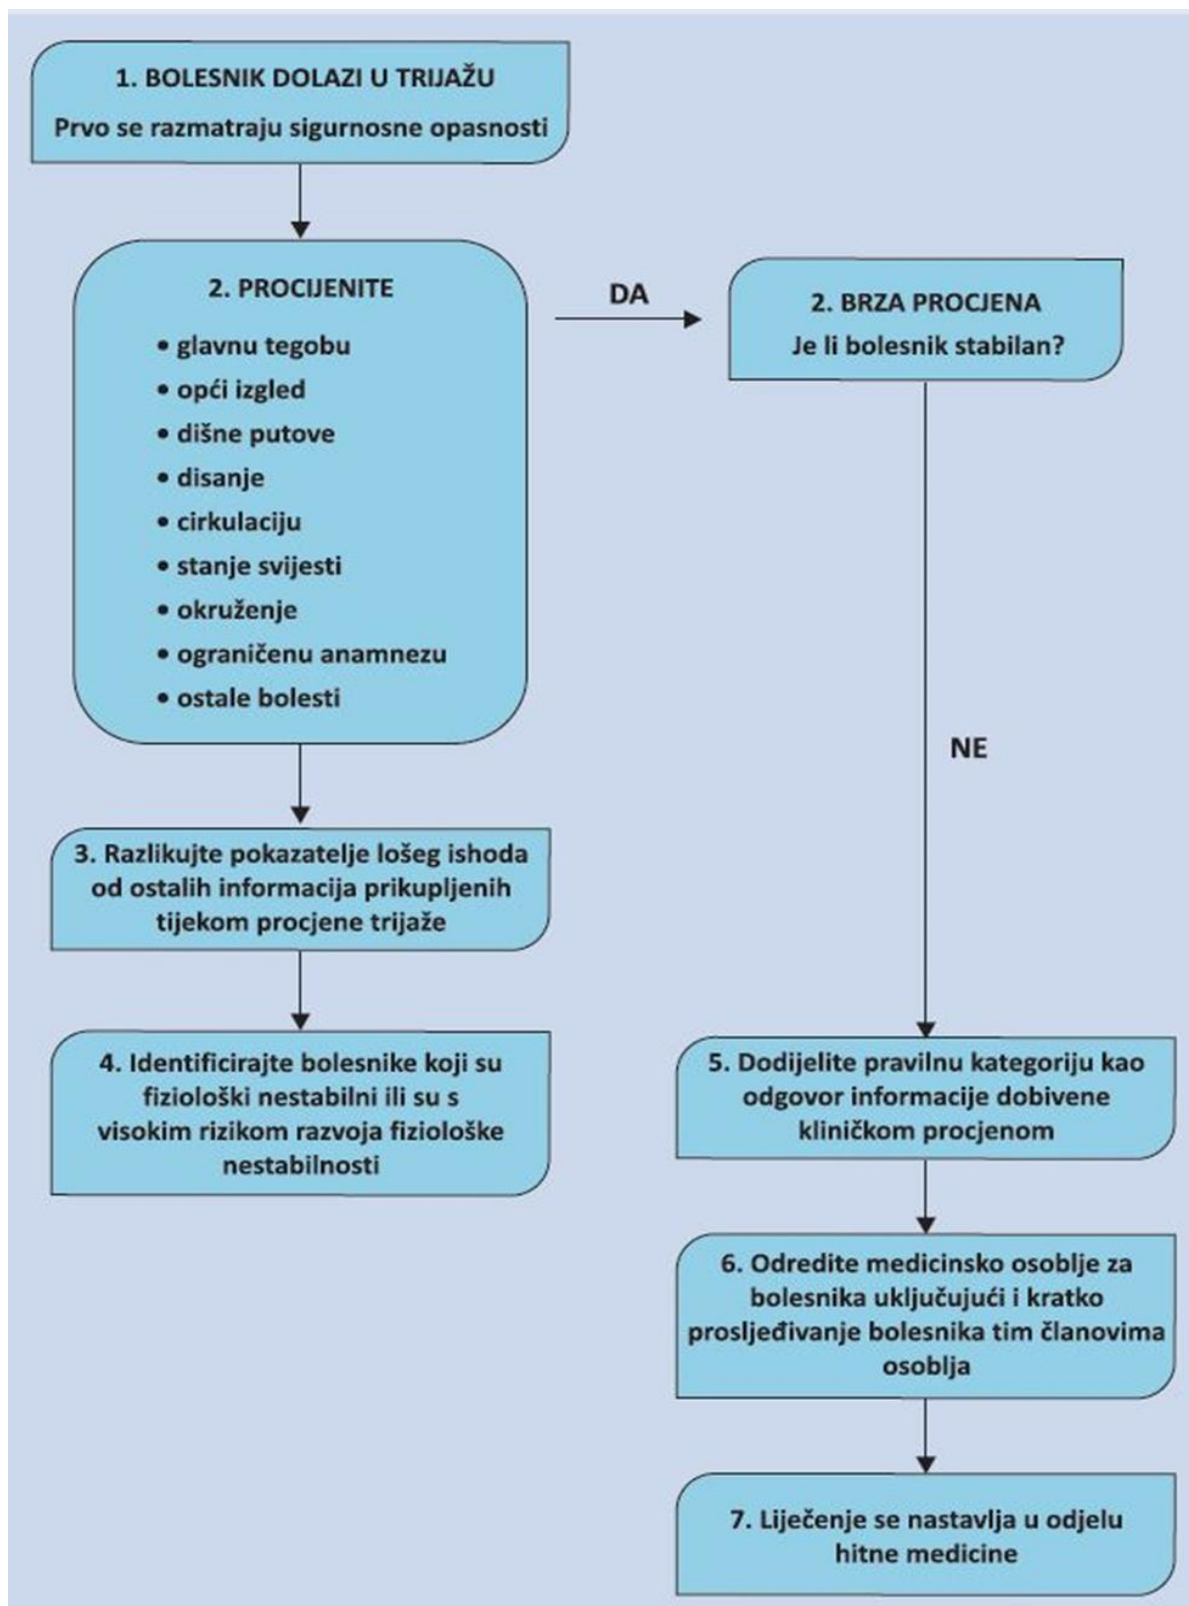 1. BOLESNIK DOLAZI U TRIJAŽU
Prvo se razmatraju sigurnosne opasnosti
2. PROCIJENITE
• glavnu tegobu
• opći izgled
• dišne putove
• disanje
• cirkulaciju
• stanje svijesti
• okruženje
• ograničenu anamnezu
• ostale bolesti
DA
2. BRZA PROCJENA
Je li bolesnik stabilan?
NE
3. Razlikujte pokazatelje lošeg ishoda
od ostalih informacija prikupljenih
tijekom procjene trijaže
4. Identificirajte bolesnike koji su
fiziološki nestabilni ili su s
visokim rizikom razvoja fiziološke
nestabilnosti
5. Dodijelite pravilnu kategoriju kao
odgovor informacije dobivene
kliničkom procjenom
6. Odredite medicinsko osoblje za
bolesnika uključujući i kratko
prosljeđivanje bolesnika tim članovima
osoblja
7. Liječenje se nastavlja u odjelu
hitne medicine